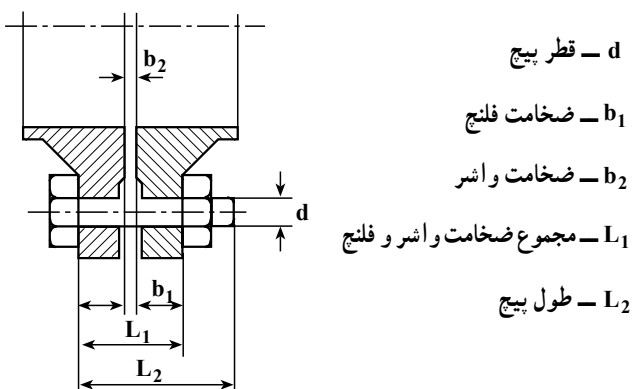 b₂
d
b₁
L₁
L₂
d ـ قطر پیچ
b₁ ـ ضخامت فلنج
b₂ ـ ضخامت واشر
L₁ ـ مجموع ضخامت واشر و فلنج
L₂ ـ طول پیچ